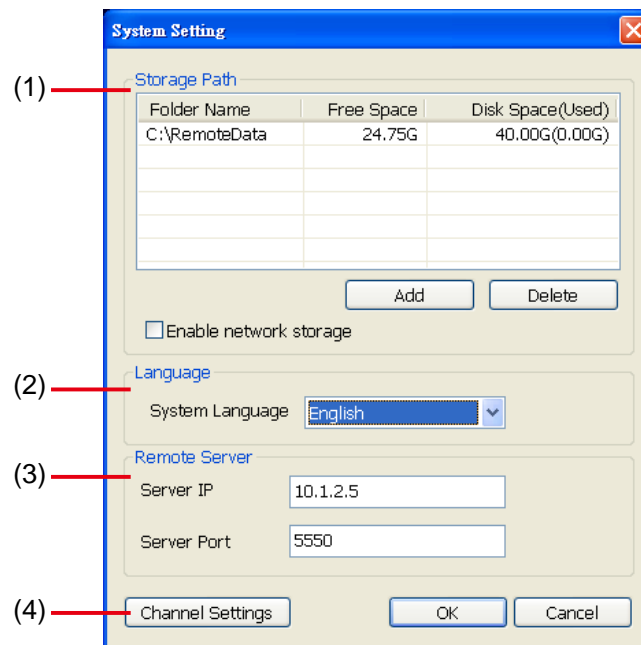 System Setting
(1)
Storage Path
Folder Name Free Space Disk Space(Used)
C:\RemoteData 24.75G 40.00G(0.00G)
Add Delete
Enable network storage
(2)
Language
System Language English
Remote Server
(3)
Server IP 10.1.2.5
Server Port 5550
(4)
Channel Settings OK Cancel